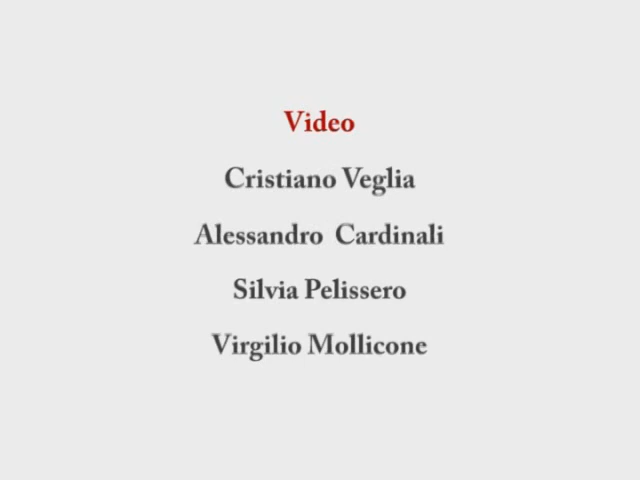 Video
Cristiano Veglia
Alessandro Cardinali
Silvia Pelissero
Virgilio Mollicone